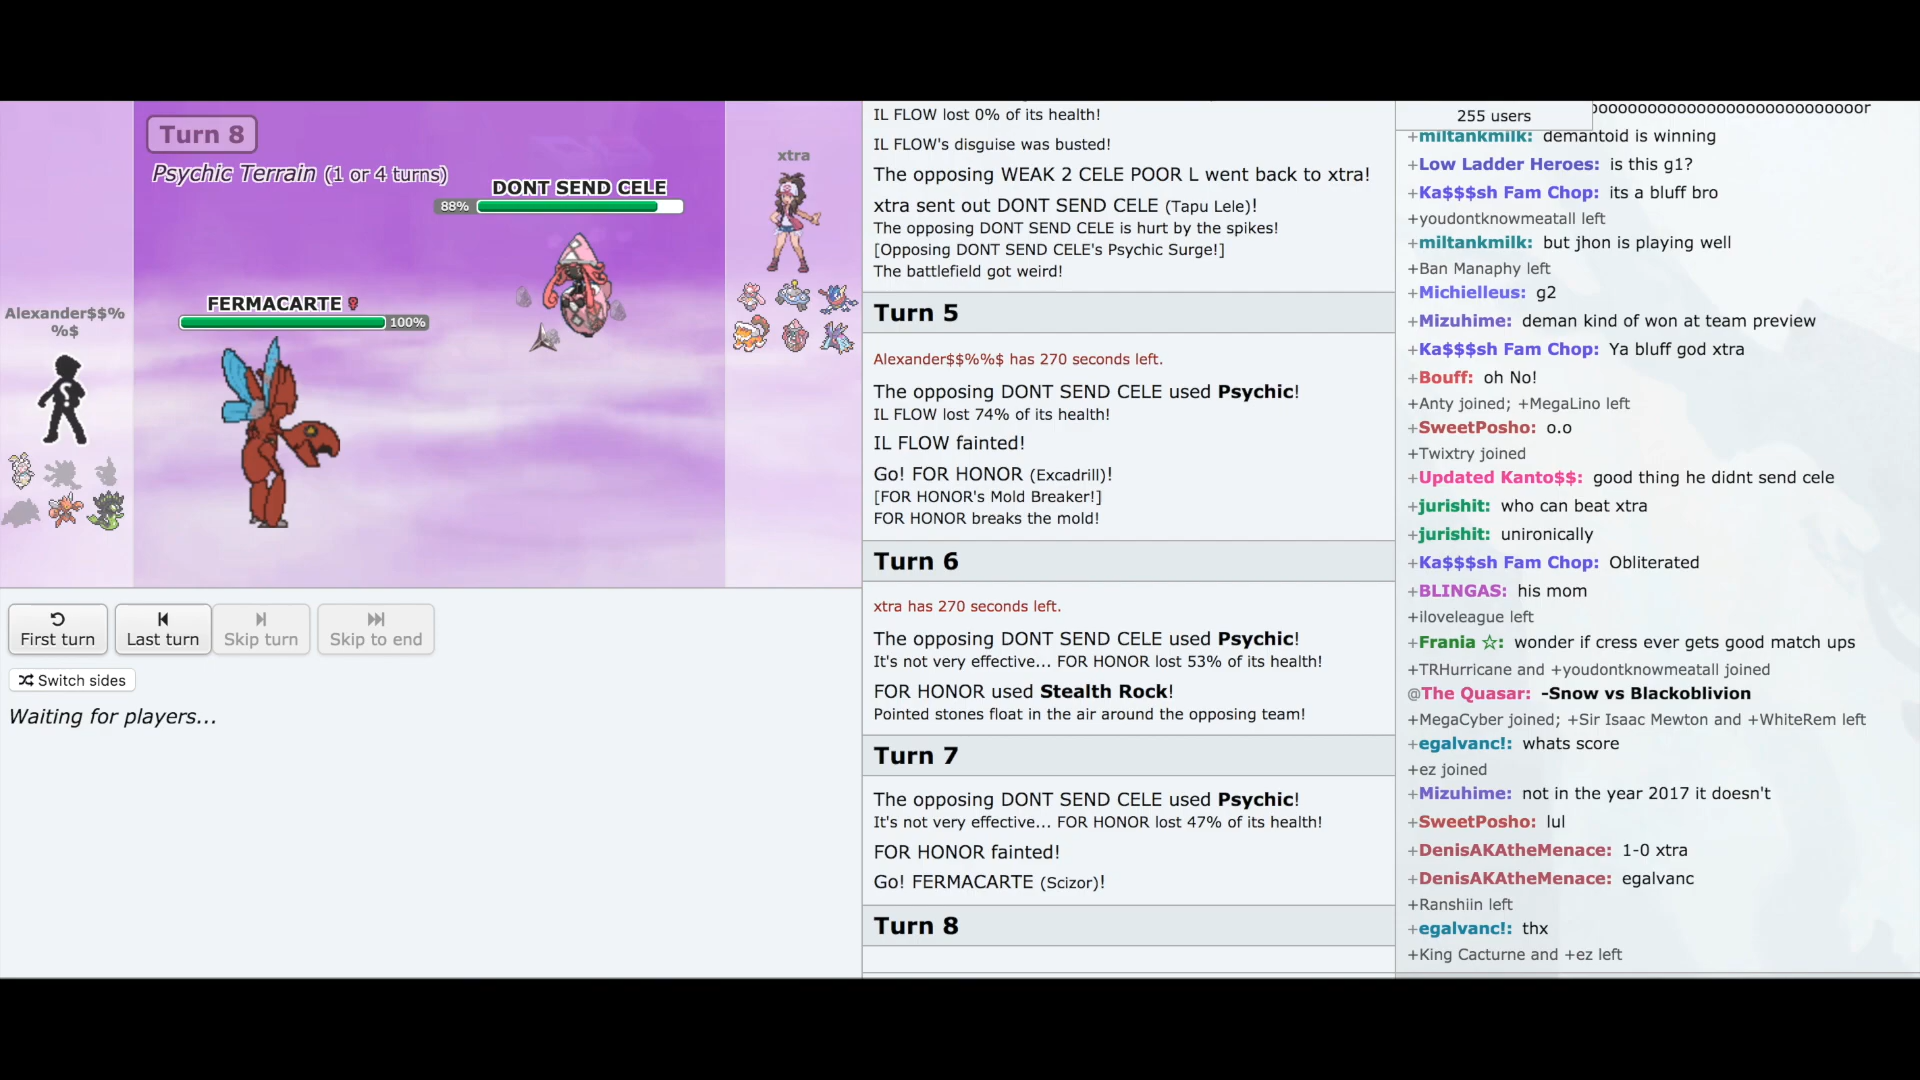 Turn 8
Psychic Terrain (1 or 4 turns)
DONT SEND CELE
88%
FERMACARTE
100%
Alexander$$%
%$
xtra
First turn
Last turn
Skip turn
Skip to end
Switch sides
Waiting for players...
IL FLOW lost 0% of its health!
IL FLOW's disguise was busted!
The opposing WEAK 2 CELE POOR L went back to xtra!
xtra sent out DONT SEND CELE (Tapu Lele)!
The opposing DONT SEND CELE is hurt by the spikes!
[Opposing DONT SEND CELE's Psychic Surge!]
The battlefield got weird!
Turn 5
Alexander$$%%$ has 270 seconds left.
The opposing DONT SEND CELE used Psychic!
IL FLOW lost 74% of its health!
IL FLOW fainted!
Go! FOR HONOR (Excadrill)!
[FOR HONOR's Mold Breaker!]
FOR HONOR breaks the mold!
Turn 6
xtra has 270 seconds left.
The opposing DONT SEND CELE used Psychic!
It's not very effective... FOR HONOR lost 53% of its health!
FOR HONOR used Stealth Rock!
Pointed stones float in the air around the opposing team!
Turn 7
The opposing DONT SEND CELE used Psychic!
It's not very effective... FOR HONOR lost 47% of its health!
FOR HONOR fainted!
Go! FERMACARTE (Scizor)!
Turn 8
255 users
+miltankmilk: demantoid is winning
+Low Ladder Heroes: is this g1?
+Ka$$$sh Fam Chop: its a bluff bro
+youdontknowmeatall left
+miltankmilk: but jhon is playing well
+Ban Manaphy left
+Michielleus: g2
+Mizuhime: deman kind of won at team preview
+Ka$$$sh Fam Chop: Ya bluff god xtra
+Bouff: oh No!
+Anty joined; +MegaLino left
+SweetPosho: o.o
+Twixtry joined
+Updated Kanto$$: good thing he didnt send cele
+jurishit: who can beat xtra
+jurishit: unironically
+Ka$$$sh Fam Chop: Obliterated
+BLINGAS: his mom
+iloveleague left
+Frania ☆: wonder if cress ever gets good match ups
+TRHurricane and +youdontknowmeatall joined
@The Quasar: -Snow vs Blackoblivion
+MegaCyber joined; +Sir Isaac Mewton and +WhiteRem left
+egalvanc!: whats score
+ez joined
+Mizuhime: not in the year 2017 it doesn't
+SweetPosho: lul
+DenisAKAtheMenace: 1-0 xtra
+DenisAKAtheMenace: egalvanc
+Ranshiin left
+egalvanc!: thx
+King Cacturne and +ez left